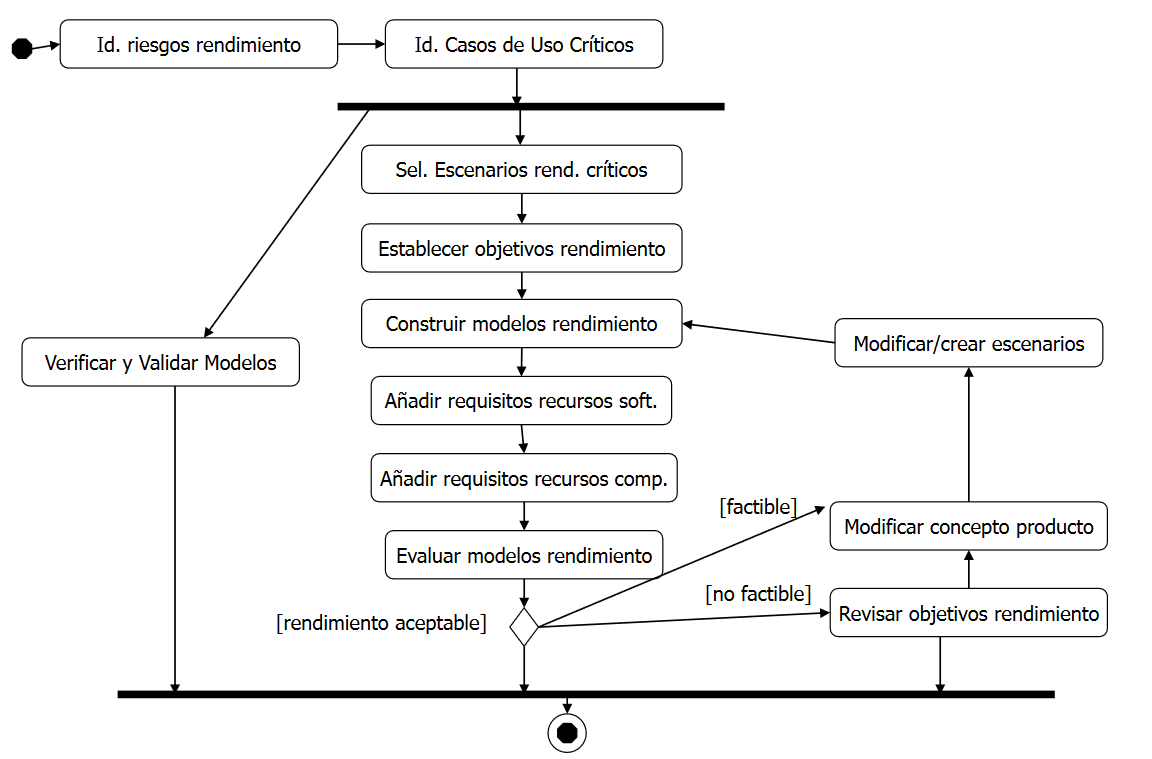 Id. riesgos rendimiento
Id. Casos de Uso Críticos
Sel. Escenarios rend. críticos
Establecer objetivos rendimiento
Construir modelos rendimiento
Modificar/crear escenarios
Verificar y Validar Modelos
Añadir requisitos recursos soft.
Añadir requisitos recursos comp.
[factible]
Modificar concepto producto
Evaluar modelos rendimiento
[no factible]
Revisar objetivos rendimiento
[rendimiento aceptable]